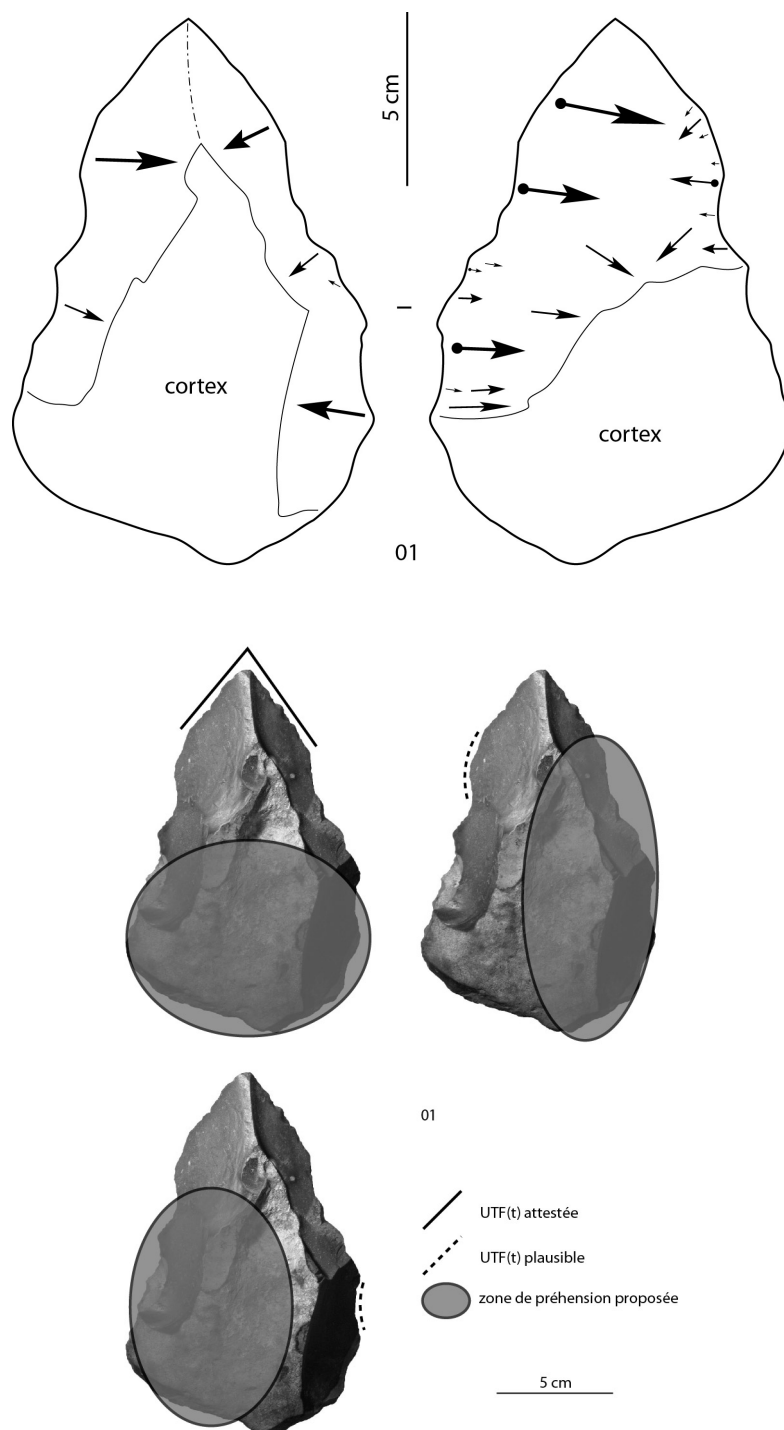 5 cm
cortex
cortex
01
01
UTF(t) attestée
UTF(t) plausible
zone de préhension proposée
5 cm